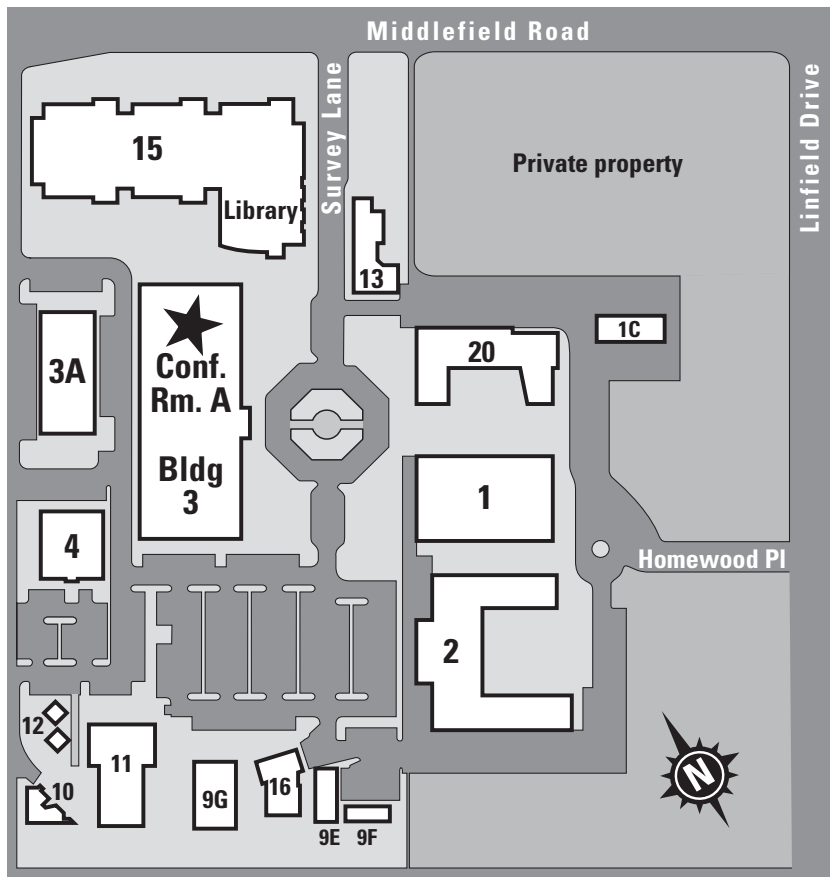 Middlefield Road
Survey Lane
Linfield Drive
15
Library
Private property
13
1C
20
3A
Conf.
Rm. A
Bldg
3
1
4
Homewood Pl
2
12
11
10
9G
16
9E
9F
N